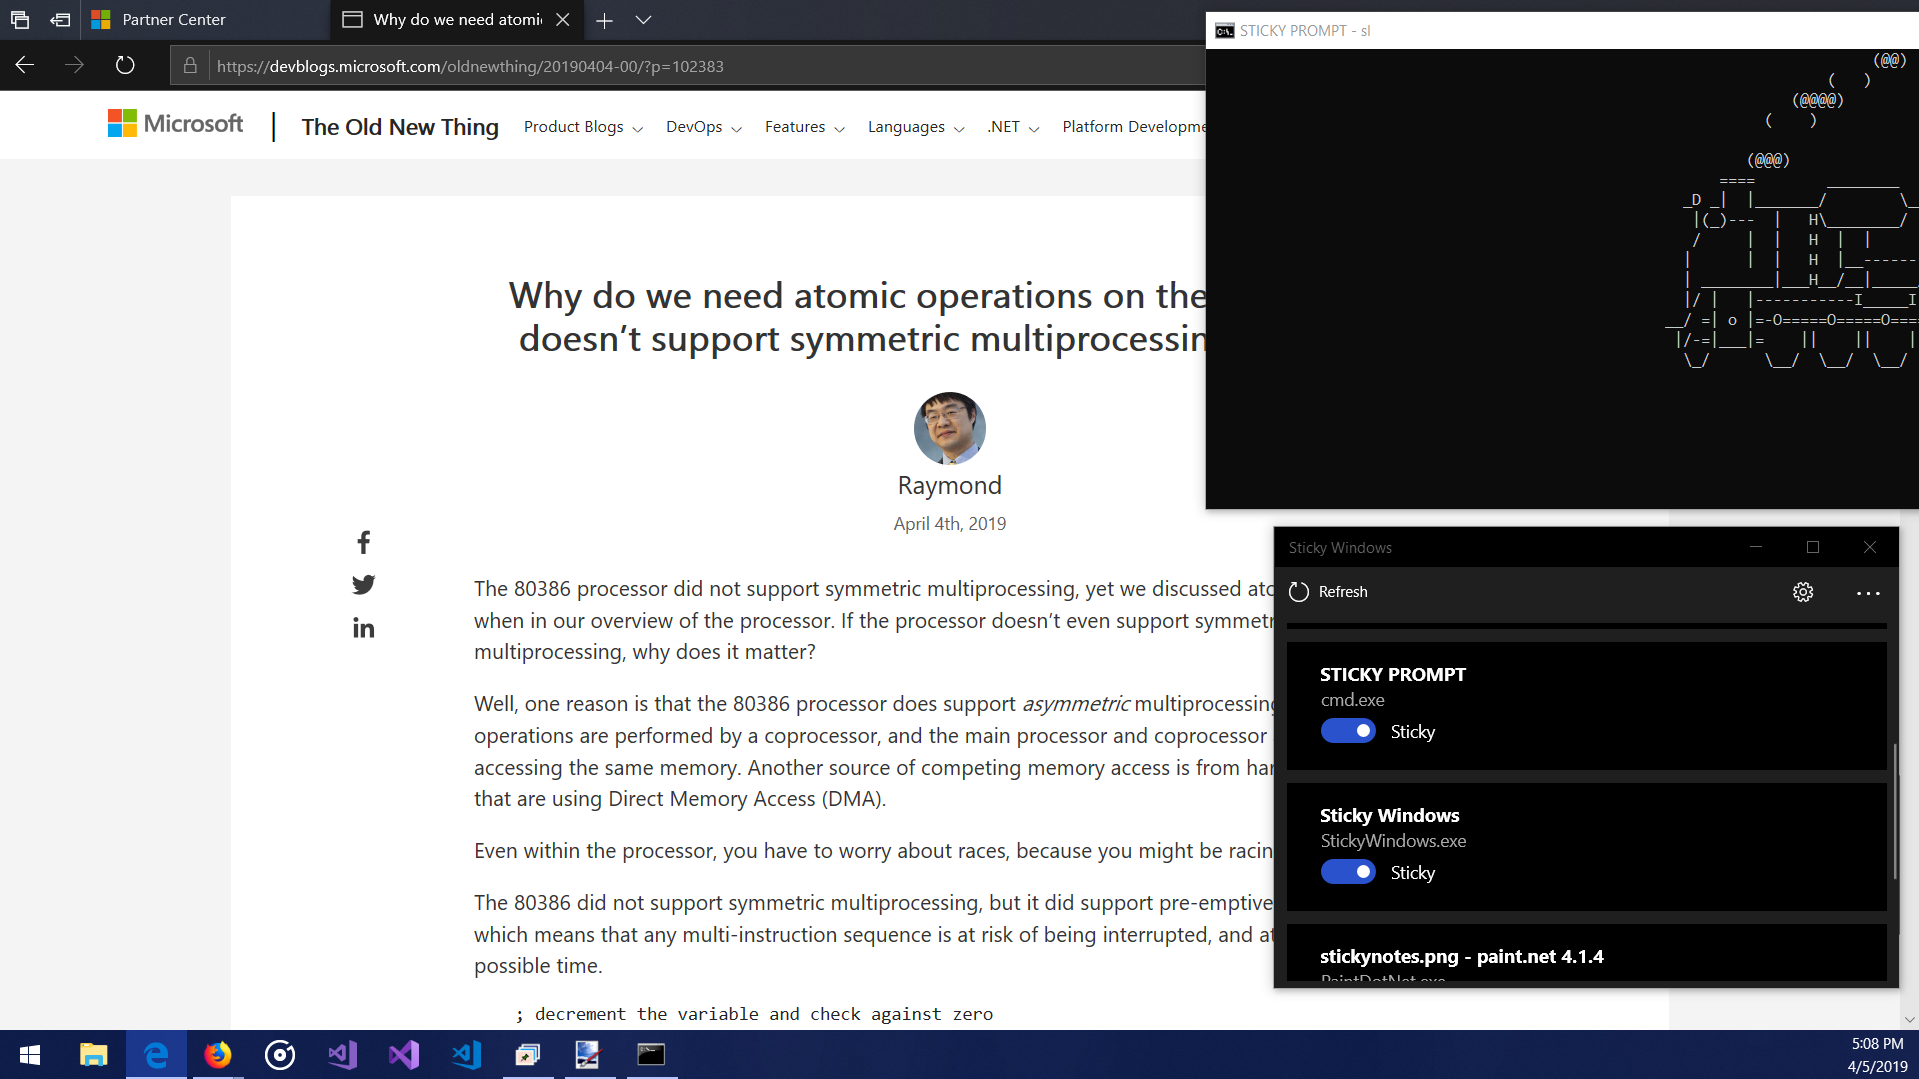 Partner Center
Why do we need atomi
https://devblogs.microsoft.com/oldnewthing/20190404-00/?p=102383
Microsoft
The Old New Thing
Product Blogs
DevOps
Features
Languages
.NET
Platform Developme
Why do we need atomic operations on the
doesn’t support symmetric multiprocessin
Raymond
April 4th, 2019
The 80386 processor did not support symmetric multiprocessing, yet we discussed ato
when in our overview of the processor. If the processor doesn’t even support symmetr
multiprocessing, why does it matter?
Well, one reason is that the 80386 processor does support asymmetric multiprocessing
operations are performed by a coprocessor, and the main processor and coprocessor
accessing the same memory. Another source of competing memory access is from har
that are using Direct Memory Access (DMA).
Even within the processor, you have to worry about races, because you might be racin
The 80386 did not support symmetric multiprocessing, but it did support pre-emptive
which means that any multi-instruction sequence is at risk of being interrupted, and at
possible time.
; decrement the variable and check against zero
STICKY PROMPT - sl
(@@)
(   )
(@@@@)
(    )
(@@@)
====        ________
_D _|  |_______/        \__
|(_)---  |   H\________/
/     |  |   H  |  |
|      |  |   H  |__------
| ________|___H__/__|_____/
|/ |   |-----------I_____I
__/ =| o |=-O=====O=====O====
|/-=|___|=    ||    ||    |
\_/      \__/  \__/  \__/
Sticky Windows
Refresh
STICKY PROMPT
cmd.exe
Sticky
Sticky Windows
StickyWindows.exe
Sticky
stickynotes.png - paint.net 4.1.4
PaintDotNet.exe
5:08 PM
4/5/2019